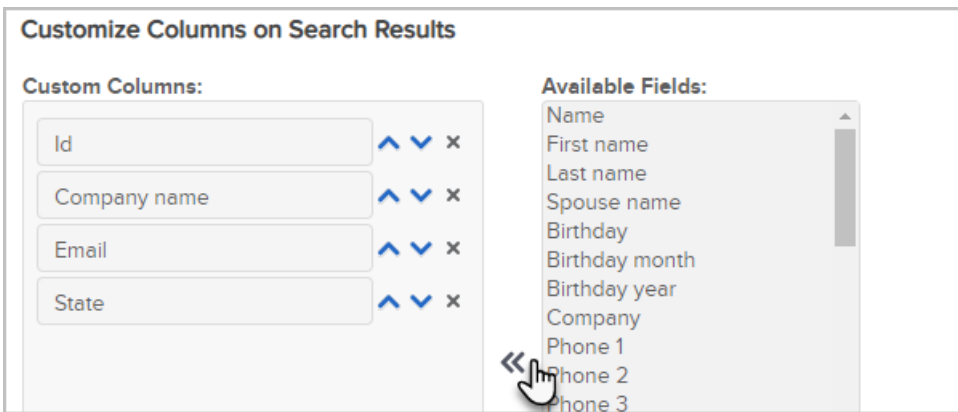 Customize Columns on Search Results
Custom Columns:
Id
Company name
Email
State
Available Fields:
Name
First name
Last name
Spouse name
Birthday
Birthday month
Birthday year
Company
Phone 1
Phone 2
Phone 3